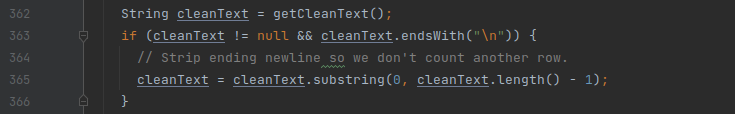 362 String cleanText = getCleanText();
363 if (cleanText != null && cleanText.endsWith("\n")) {
364 // Strip ending newline so we don't count another row.
365 cleanText = cleanText.substring(0, cleanText.length() - 1);
366 }